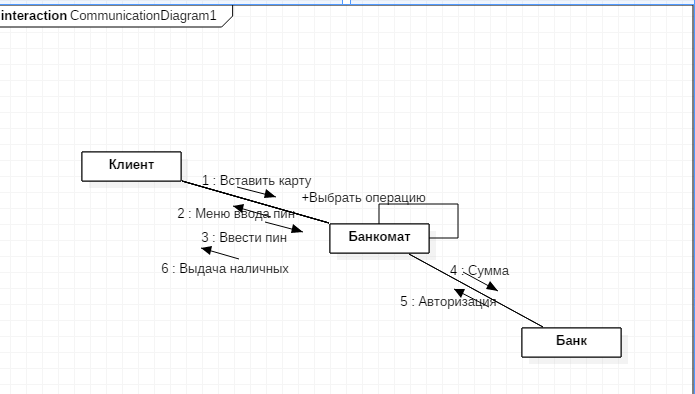 interaction CommunicationDiagram1
Клиент
1 : Вставить карту
+Выбрать операцию
2 : Меню ввода пин
3 : Ввести пин
Банкомат
6 : Выдача наличных
4 : Сумма
5 : Авторизация
Банк